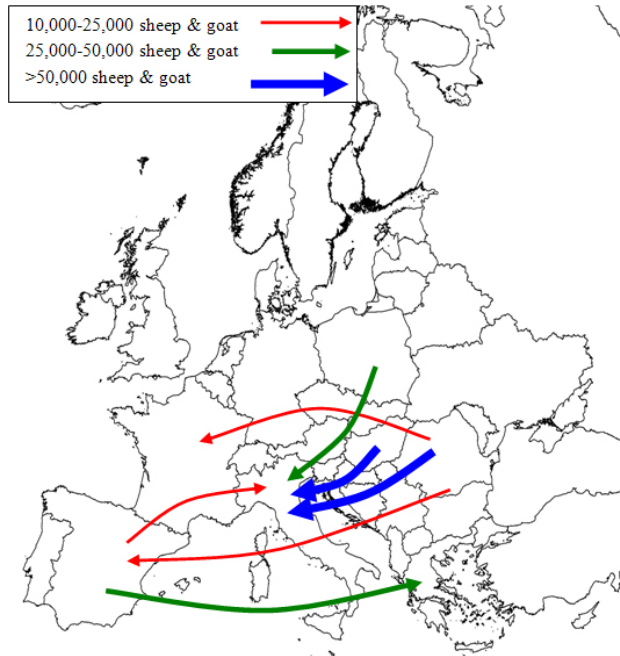 10,000-25,000 sheep & goat
25,000-50,000 sheep & goat
>50,000 sheep & goat